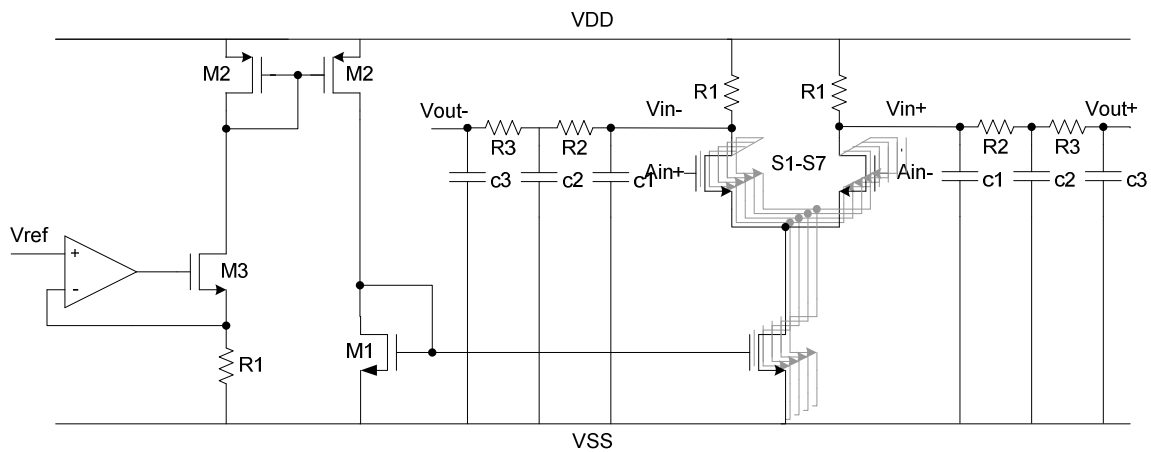 VDD
M2
M2
R1
R1
Vout-
Vin-
Vin+
Vout+
R3
R2
R2
R3
Ain+
S1-S7
Ain-
c3
c2
c1
c1
c2
c3
Vref
+
-
M3
R1
M1
VSS